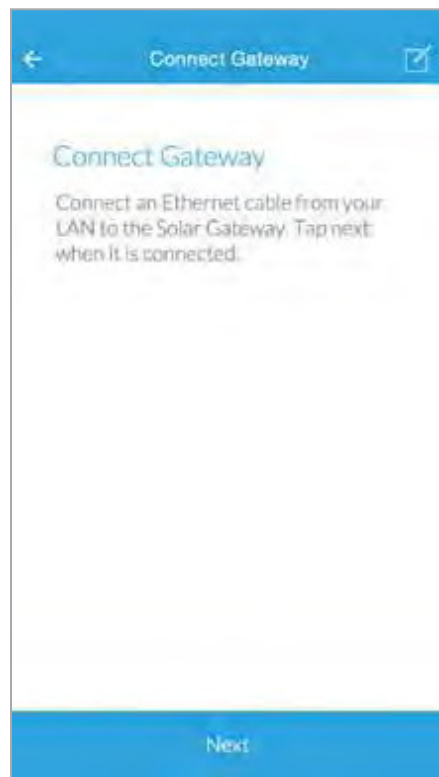 Connect Gateway
Connect Gateway
Connect an Ethernet cable from your
LAN to the Solar Gateway. Tap next
when it is connected.
Next